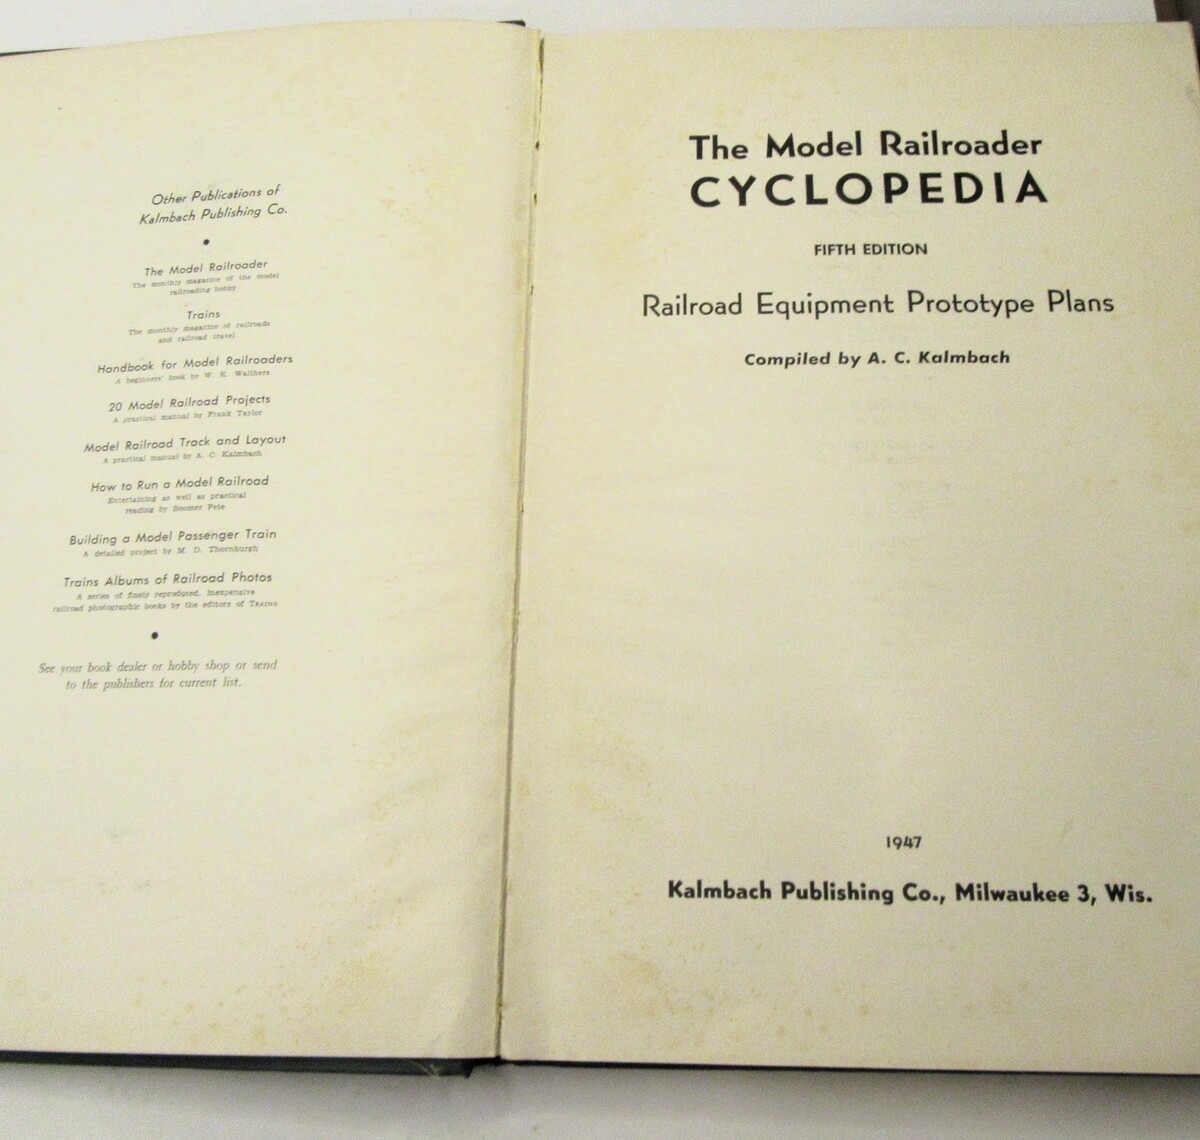 Other Publications of
Kalmbach Publishing Co.
•
The Model Railroader
The monthly magazine of the model
railroading hobby
Trains
The monthly magazine of railroads
and railroad travel
Handbook for Model Railroaders
A beginners' book by W. K. Walthers
20 Model Railroad Projects
A practical manual by Frank Taylor
Model Railroad Track and Layout
A practical manual by A. C. Kalmbach
How to Run a Model Railroad
Entertaining as well as practical
reading by Boomer Pete
Building a Model Passenger Train
A detailed project by M. D. Thornburgh
Trains Albums of Railroad Photos
A series of finely reproduced, inexpensive
railroad photographic books by the editors of TRAINS
•
See your book dealer or hobby shop or send
to the publishers for current list.
The Model Railroader
CYCLOPEDIA
FIFTH EDITION
Railroad Equipment Prototype Plans
Compiled by A. C. Kalmbach
1947
Kalmbach Publishing Co., Milwaukee 3, Wis.